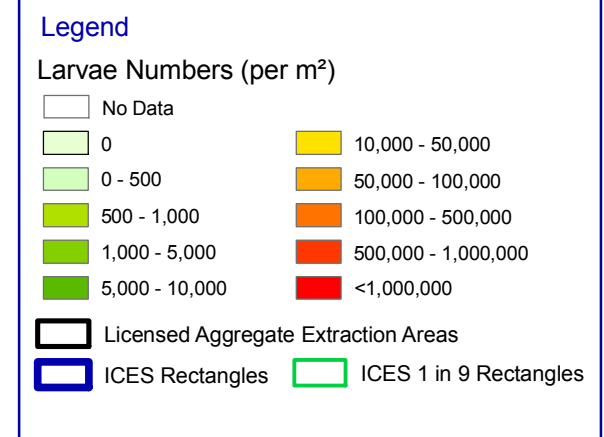 Legend
Larvae Numbers (per m²)
No Data
0
0 - 500
500 - 1,000
1,000 - 5,000
5,000 - 10,000
10,000 - 50,000
50,000 - 100,000
100,000 - 500,000
500,000 - 1,000,000
<1,000,000
Licensed Aggregate Extraction Areas
ICES Rectangles
ICES 1 in 9 Rectangles